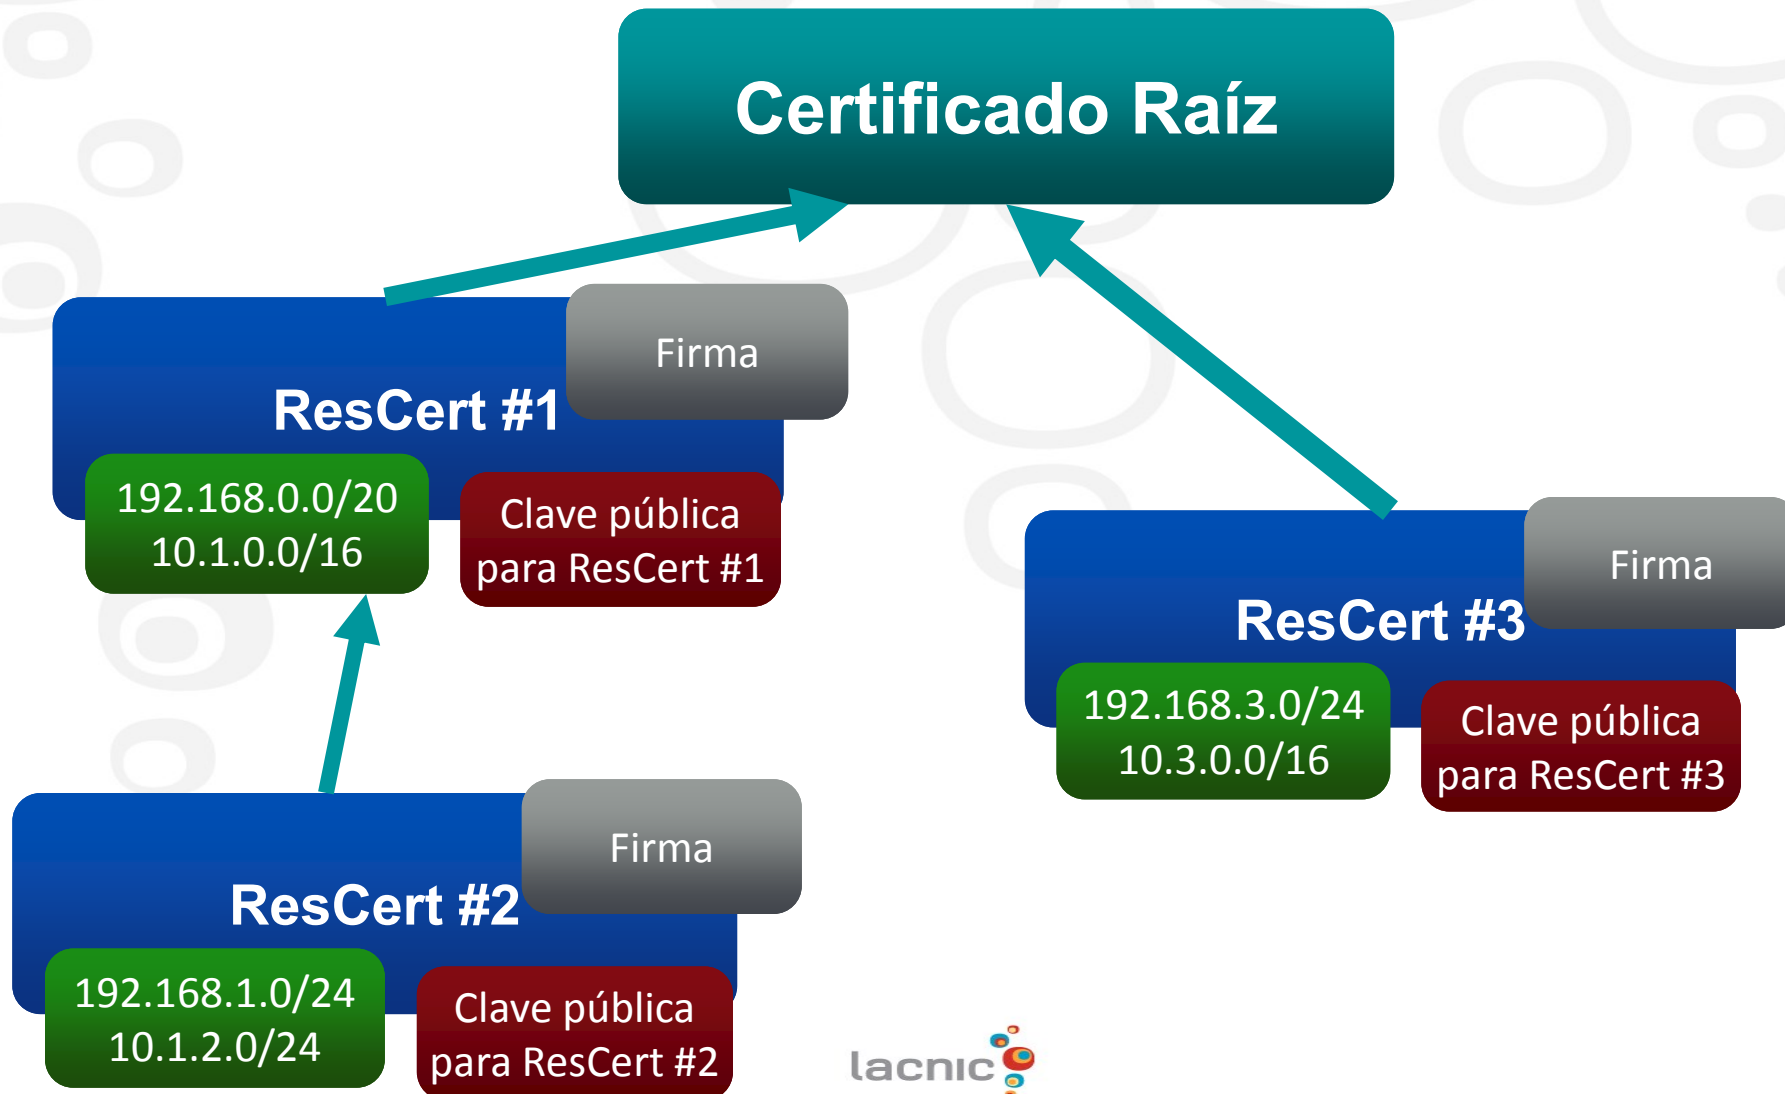 Certificado Raíz
Firma
ResCert #1
192.168.0.0/20
10.1.0.0/16
Clave pública
para ResCert #1
Firma
ResCert #3
192.168.3.0/24
10.3.0.0/16
Clave pública
para ResCert #3
Firma
ResCert #2
192.168.1.0/24
10.1.2.0/24
Clave pública
para ResCert #2
lacnic